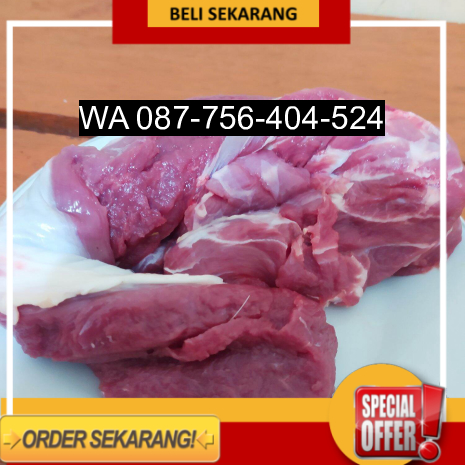 BELI SEKARANG
WA 087-756-404-524
SPECIAL
OFFER
ORDER SEKARANG!